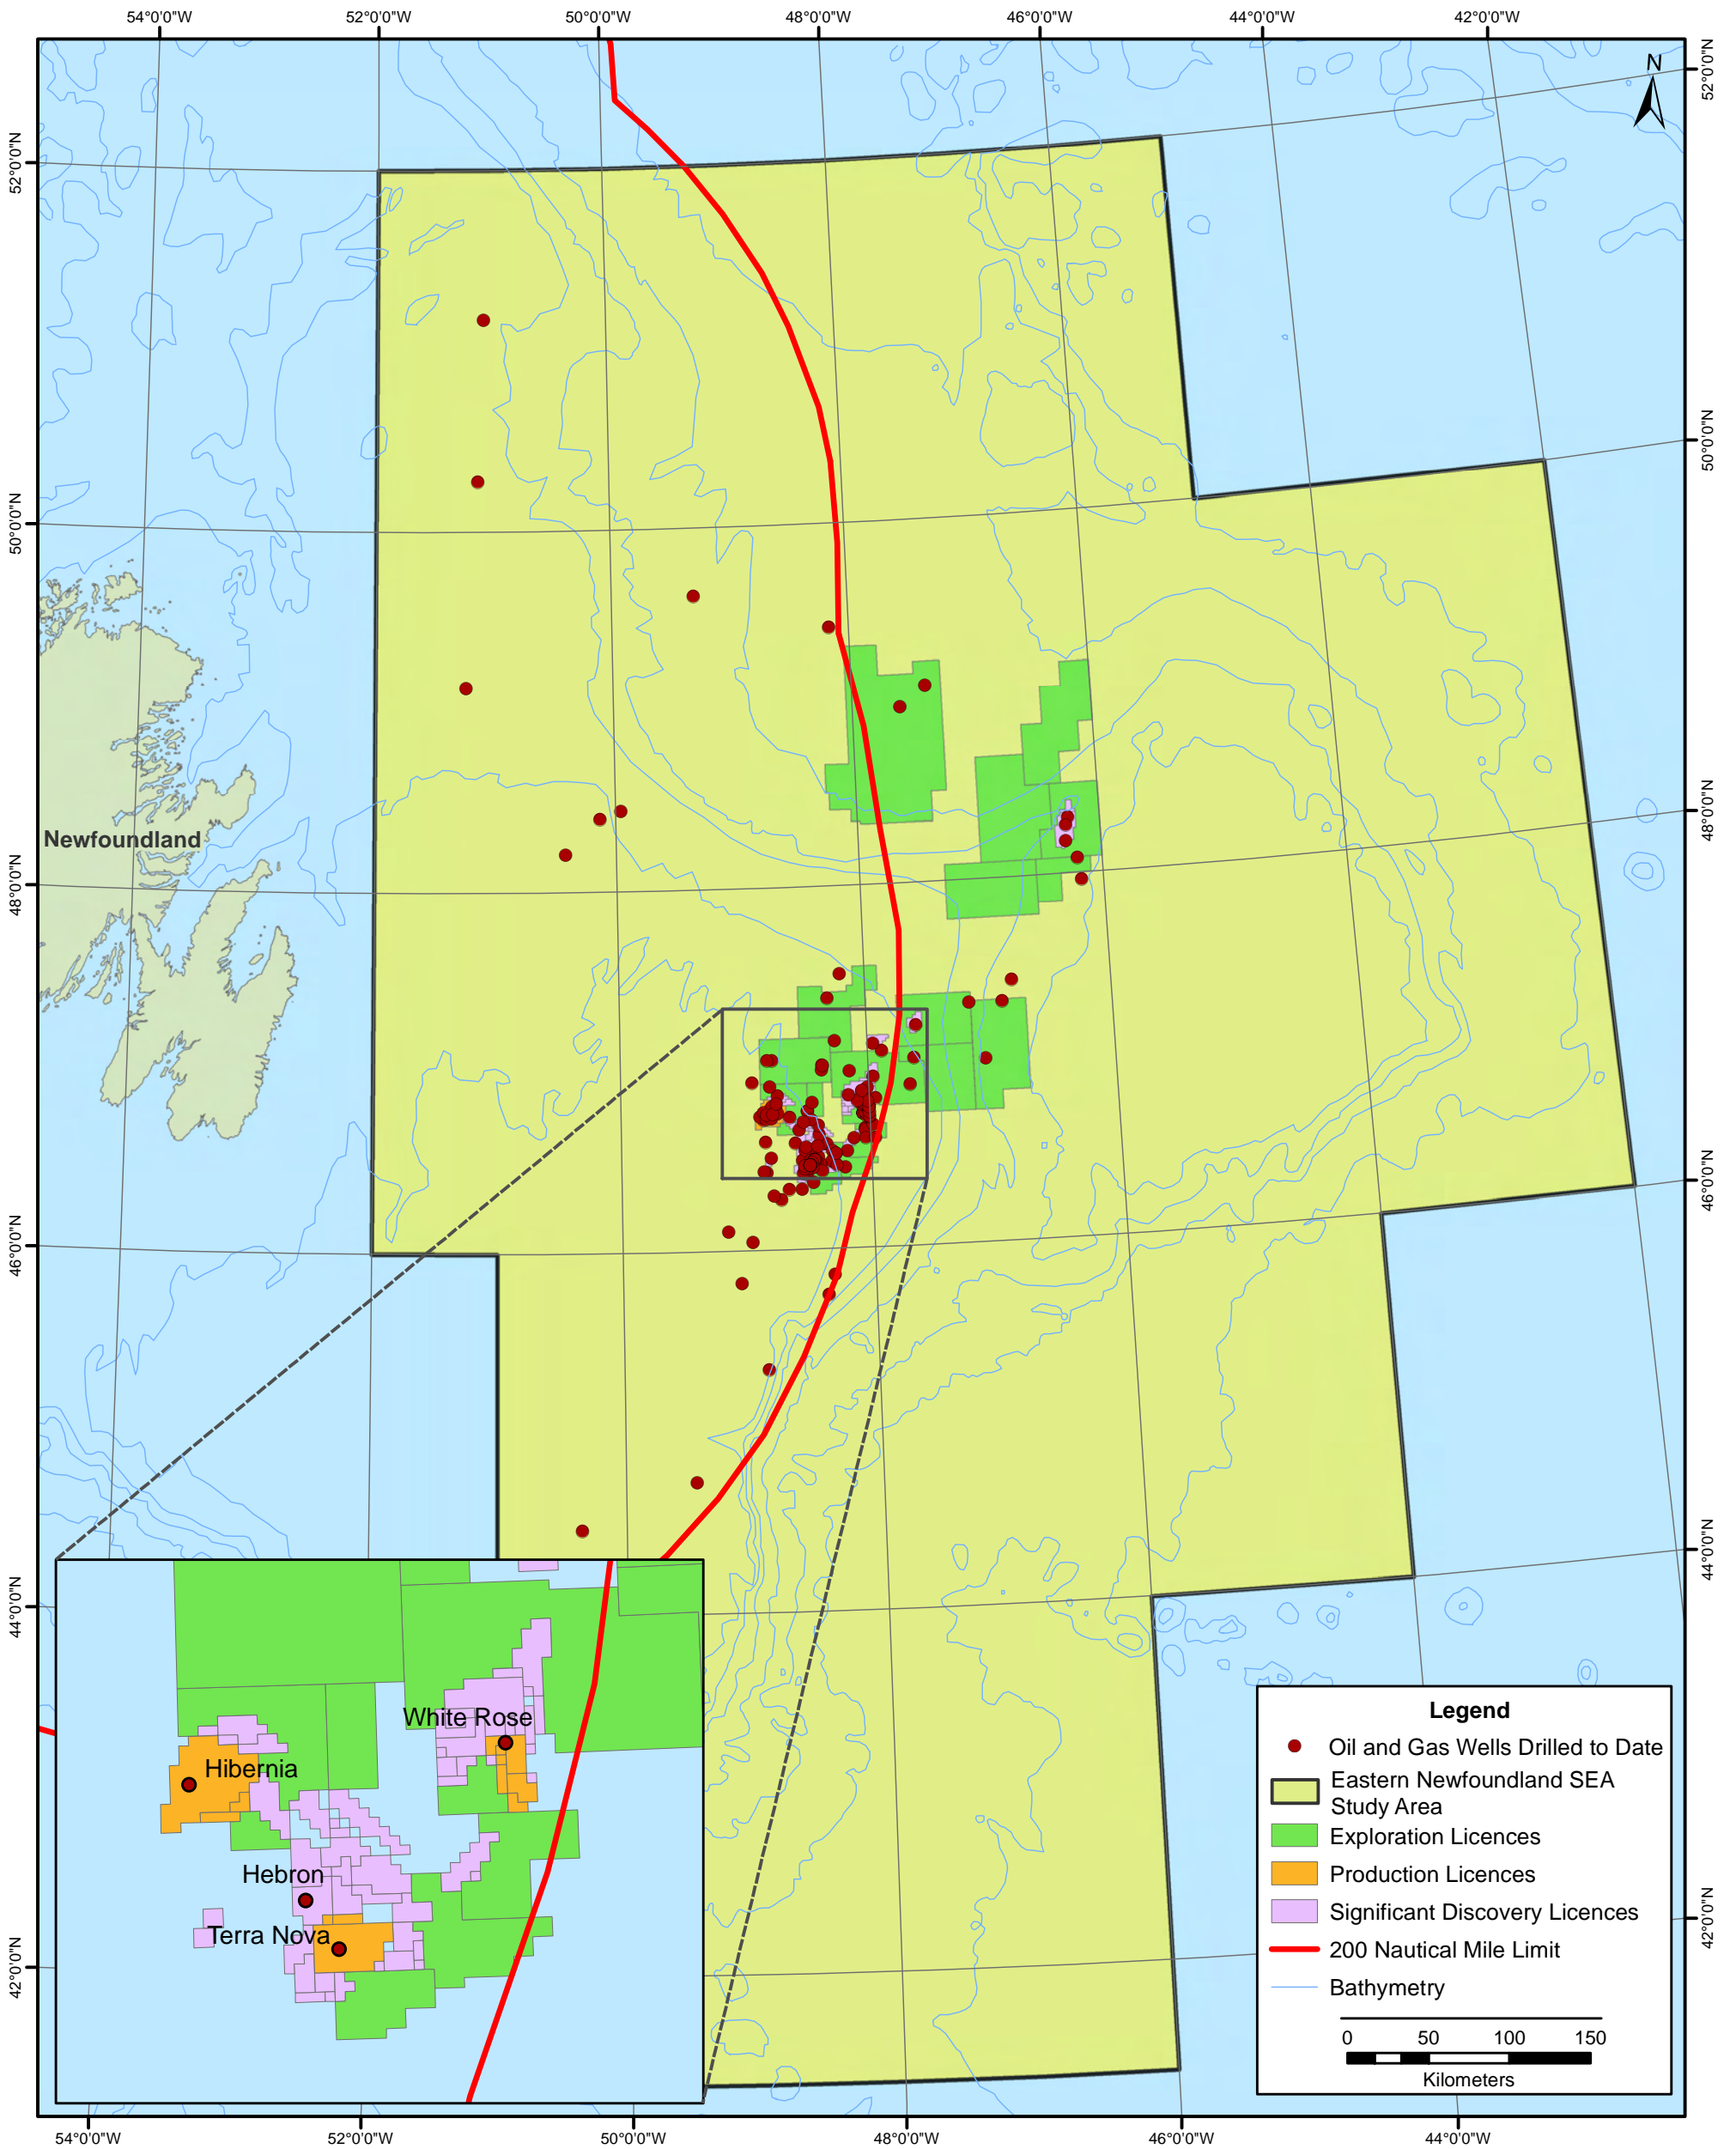 54°0'0"W 52°0'0"W 50°0'0"W 48°0'0"W 46°0'0"W 44°0'0"W 42°0'0"W
52°0'0"N
50°0'0"N
48°0'0"N
46°0'0"N
44°0'0"N
42°0'0"N
N
52°0'0"N
50°0'0"N
48°0'0"N
46°0'0"N
44°0'0"N
42°0'0"N
Newfoundland
White Rose
Hibernia
Hebron
Terra Nova
Legend
Oil and Gas Wells Drilled to Date
Eastern Newfoundland SEA
Study Area
Exploration Licences
Production Licences
Significant Discovery Licences
200 Nautical Mile Limit
Bathymetry
0 50 100 150
Kilometers
54°0'0"W 52°0'0"W 50°0'0"W 48°0'0"W 46°0'0"W 44°0'0"W